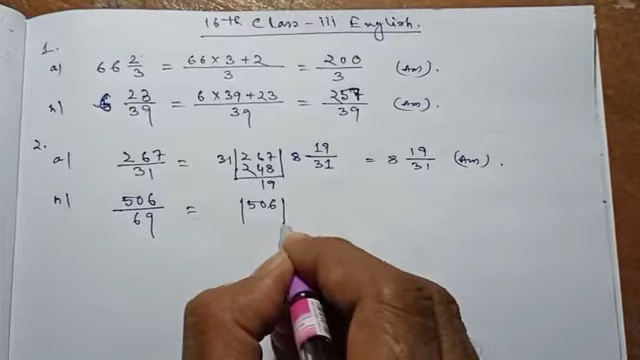 16th Class - III English.
1.
a) 66 2/3 = 66 × 3 + 2 / 3 = 200 / 3 (Ans).
n) 6 23/39 = 6 × 39 + 23 / 39 = 257 / 39 (Ans).
2.
a) 267 / 31 = 31 | 267 | 8 19/31 = 8 19/31 (Ans).
248
19
n) 506 / 69 = | 506 |